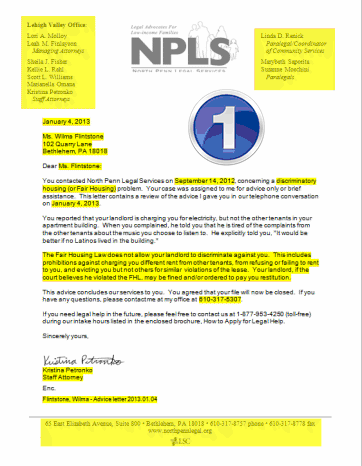 Lehigh Valley Office:
Lori A. Molloy
Leah M. Finlayson
Managing Attorneys
Sheila J. Fisher
Kellie L. Rahl
Scott L. Williams
Marianella Omana
Kristina Petronko
Staff Attorneys
Legal Advocates For
Low-income Families
NPLS
NORTH PENN LEGAL SERVICES
Linda D. Renick
Paralegal/Coordinator
of Community Services
Marybeth Saporita
Suzanne Moschini
Paralegals
1
January 4, 2013
Ms. Wilma Flintstone
102 Quarry Lane
Bethlehem, PA 18018
Dear Ms. Flintstone:
You contacted North Penn Legal Services on September 14, 2012, concerning a discriminatory
housing (or Fair Housing) problem. Your case was assigned to me for advice only or brief
assistance. This letter contains a review of the advice I gave you in our telephone conversation
on January 4, 2013.
You reported that your landlord is charging you for electricity, but not the other tenants in your
apartment building. When you complained, he told you that he is tired of the complaints from
the other tenants about the music you choose to listen to. He explicitly told you, "It would be
better if no Latinos lived in the building."
The Fair Housing Law does not allow your landlord to discriminate against you. This includes
prohibitions against charging you different rent from other tenants, from refusing or failing to rent
to you, and evicting you but not others for similar violations of the lease. Your landlord, if the
court believes he violated the FHL, may be fined and/or ordered to pay you restitution.
This advice concludes our services to you. You agreed that your file will now be closed. If you
have any questions, please contact me at my office at 610-317-5307.
If you need legal help in the future, please feel free to contact us at 1-877-953-4250 (toll-free)
during our intake hours listed in the enclosed brochure, How to Apply for Legal Help.
Sincerely yours,
Kristina Petronko
Kristina Petronko
Staff Attorney
Enc.
Flintstone, Wilma - Advice letter 2013.01.04
65 East Elizabeth Avenue, Suite 800 • Bethlehem, PA 18018 • 610-317-8757 phone • 610-317-8778 fax
www.northpennlegal.org
LSC